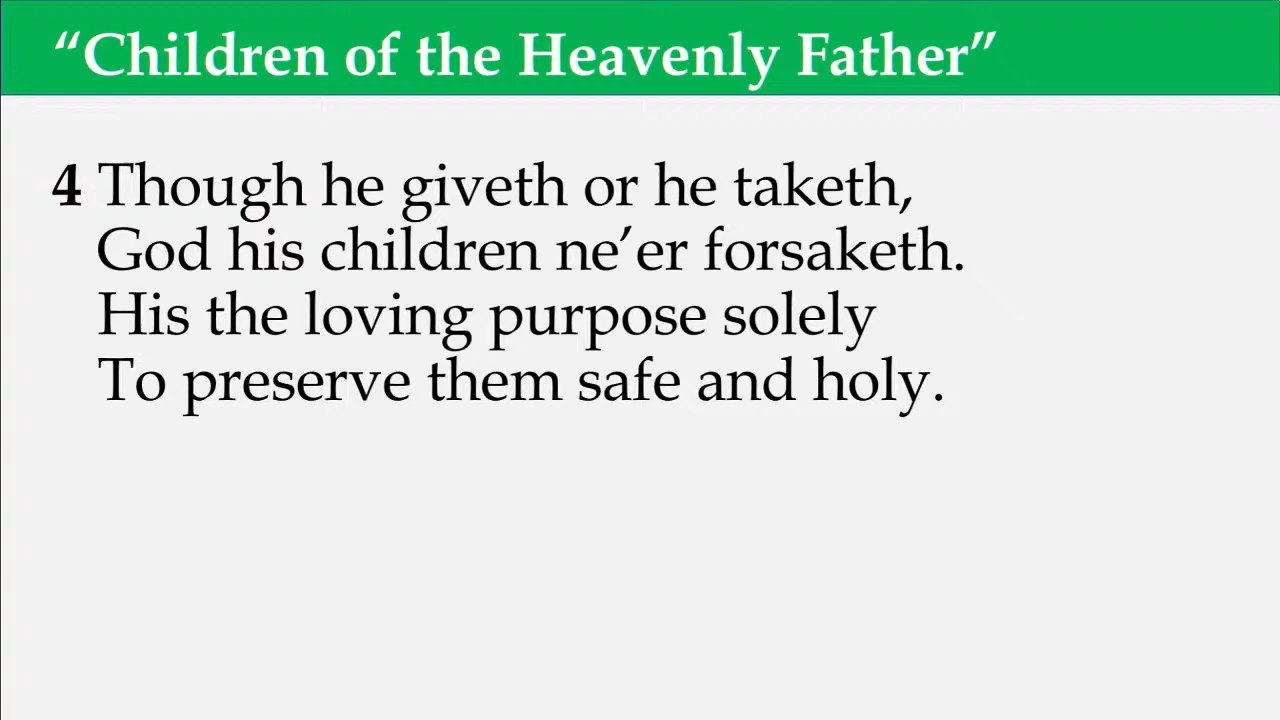 “Children of the Heavenly Father”
4 Though he giveth or he taketh,
God his children ne’er forsaketh.
His the loving purpose solely
To preserve them safe and holy.